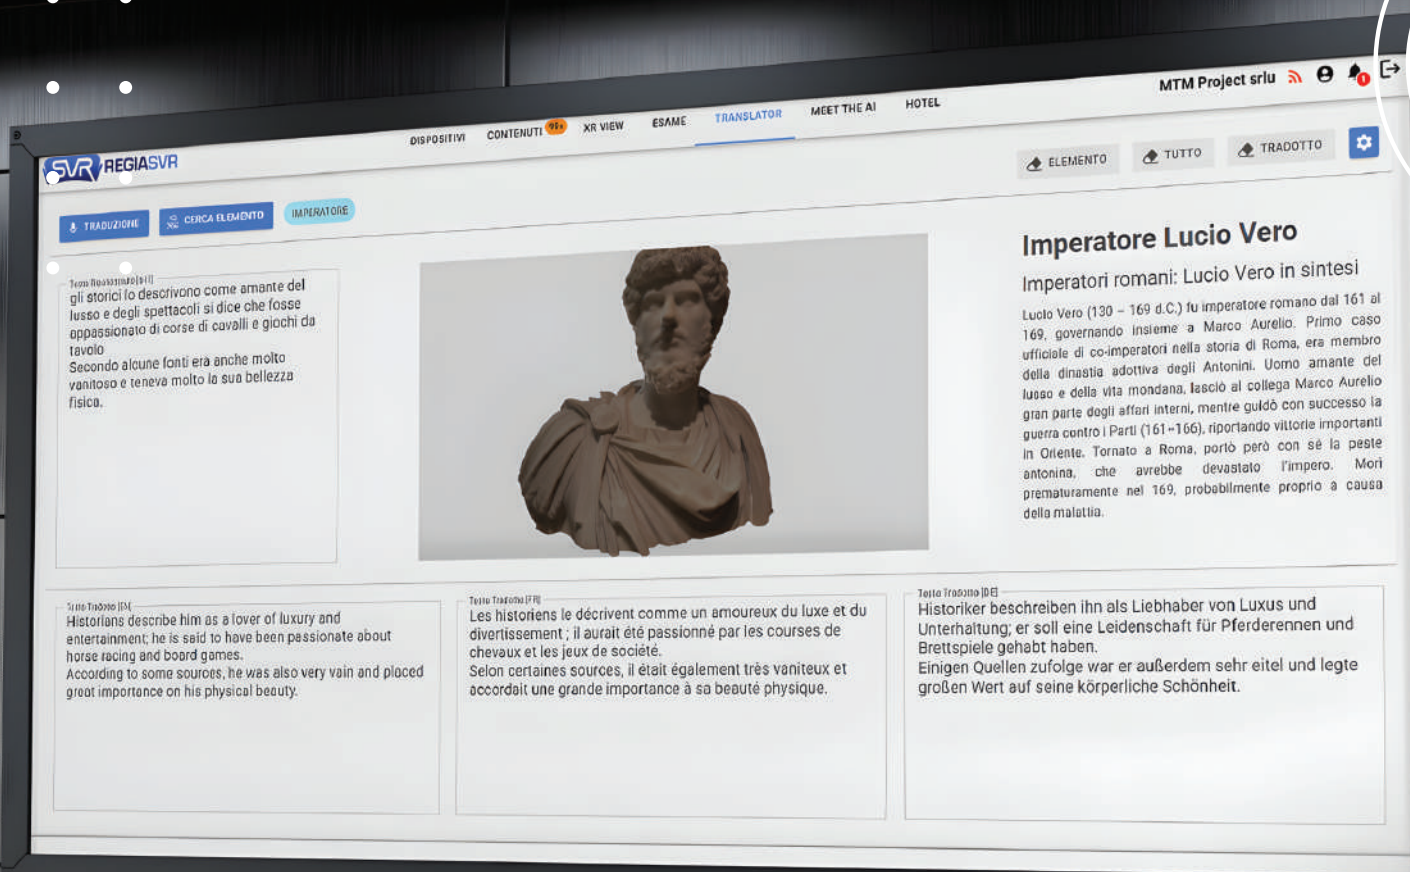 MTM Project srlu
DISPOSITIVI
CONTENUTI
99+
XR VIEW
ESAME
TRANSLATOR
MEET THE AI
HOTEL
1
SVR REGIASVR
ELEMENTO
TUTTO
TRADOTTO
TRADUZIONE
CERCA ELEMENTO
IMPERATORE
gli storici lo descrivono come amante del
lusso e degli spettacoli si dice che fosse
appassionato di corse di cavalli e giochi da
tavolo
Secondo alcune fonti era anche molto
vanitoso e teneva molto la sua bellezza
fisica.
Imperatore Lucio Vero
Imperatori romani: Lucio Vero in sintesi
Lucio Vero (130 – 169 d.C.) fu imperatore romano dal 161 al
169, governando insieme a Marco Aurelio. Primo caso
ufficiale di co-imperatori nella storia di Roma, era membro
della dinastia adottiva degli Antonini. Uomo amante del
lusso e della vita mondana, lasciò al collega Marco Aurelio
gran parte degli affari interni, mentre guidò con successo la
guerra contro i Parti (161–166), riportando vittorie importanti
in Oriente. Tornato a Roma, portò però con sé la peste
antonina, che avrebbe devastato l'impero. Morì
prematuramente nel 169, probabilmente proprio a causa
della malattia.
Testo Tradotto [EN]
Historians describe him as a lover of luxury and
entertainment; he is said to have been passionate about
horse racing and board games.
According to some sources, he was also very vain and placed
great importance on his physical beauty.
Testo Tradotto [FR]
Les historiens le décrivent comme un amoureux du luxe et du
divertissement ; il aurait été passionné par les courses de
chevaux et les jeux de société.
Selon certaines sources, il était également très vaniteux et
accordait une grande importance à sa beauté physique.
Testo Tradotto [DE]
Historiker beschreiben ihn als Liebhaber von Luxus und
Unterhaltung; er soll eine Leidenschaft für Pferderennen und
Brettspiele gehabt haben.
Einigen Quellen zufolge war er außerdem sehr eitel und legte
großen Wert auf seine körperliche Schönheit.